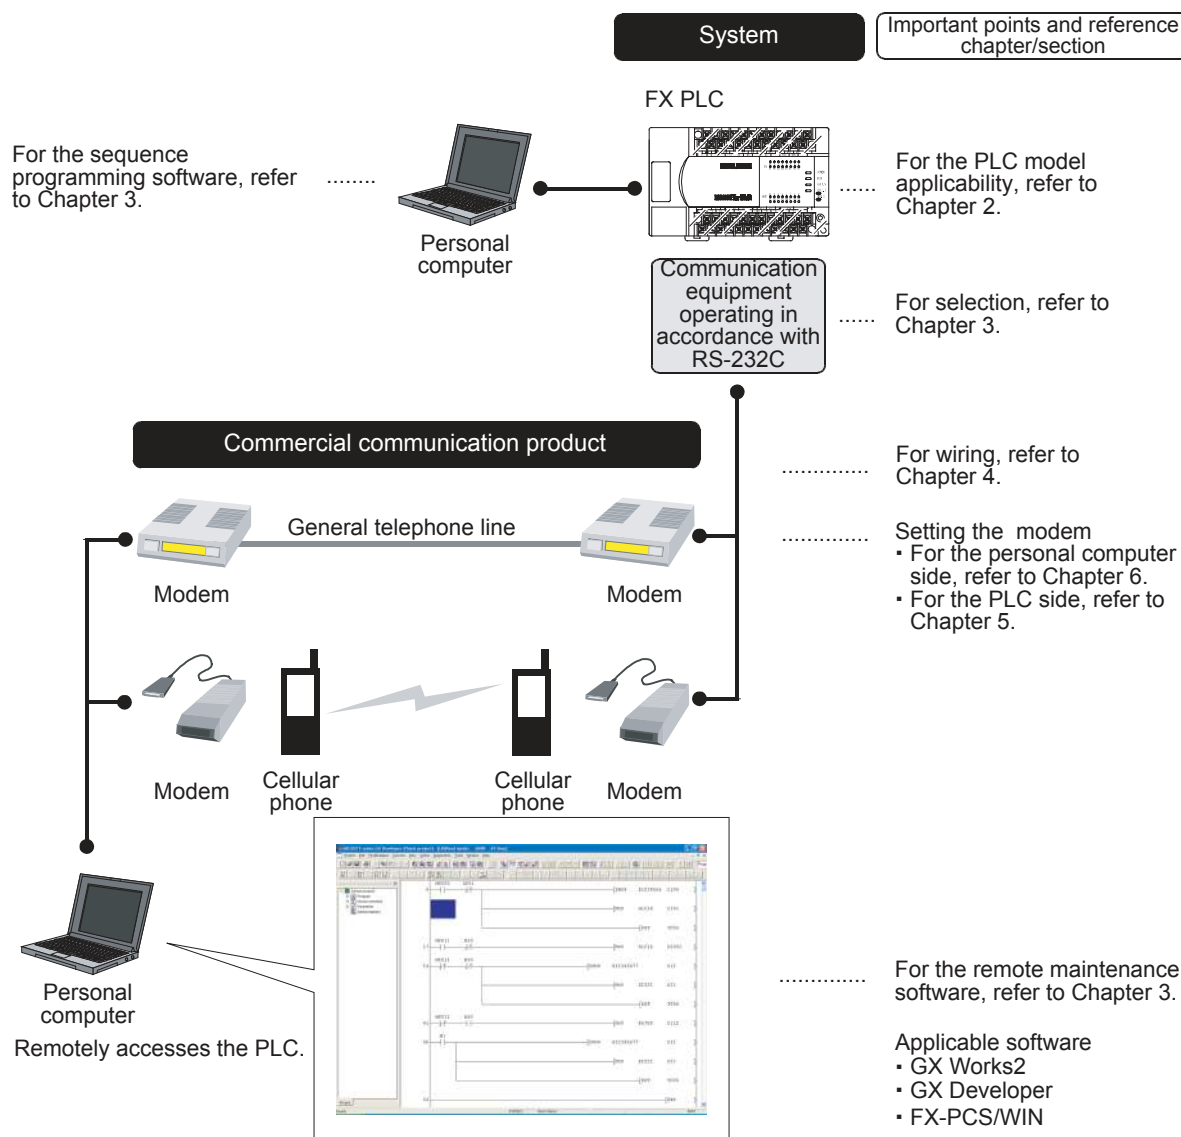 System
Important points and reference
chapter/section
FX PLC
For the sequence
programming software, refer
to Chapter 3.
........
Personal
computer
......
For the PLC model
applicability, refer to
Chapter 2.
Communication
equipment
operating in
accordance with
RS-232C
......
For selection, refer to
Chapter 3.
Commercial communication product
..............
For wiring, refer to
Chapter 4.
General telephone line
Modem
Modem
..............
Setting the modem
▪ For the personal computer
side, refer to Chapter 6.
▪ For the PLC side, refer to
Chapter 5.
Modem
Cellular
phone
Cellular
phone
Modem
Personal
computer
Remotely accesses the PLC.
..............
For the remote maintenance
software, refer to Chapter 3.
Applicable software
▪ GX Works2
▪ GX Developer
▪ FX-PCS/WIN